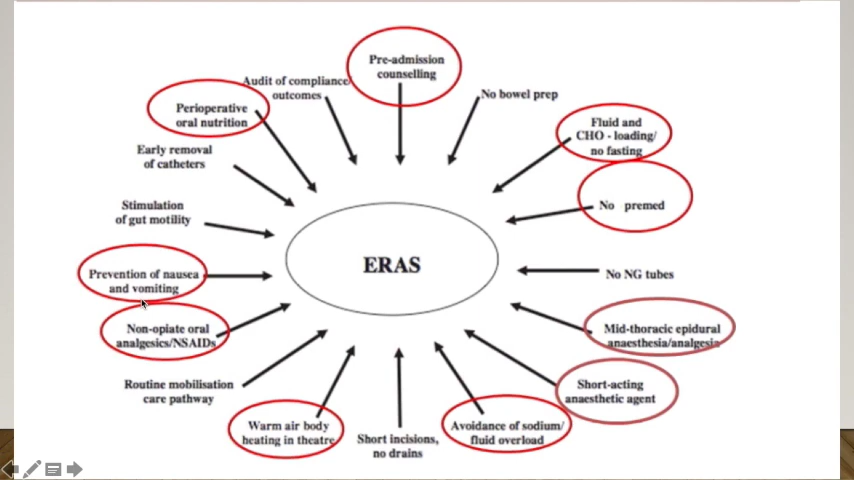 Pre-admission
counselling
Audit of compliance/
outcomes
No bowel prep
Perioperative
oral nutrition
Fluid and
CHO - loading/
no fasting
Early removal
of catheters
No premed
Stimulation
of gut motility
ERAS
Prevention of nausea
and vomiting
No NG tubes
Non-opiate oral
analgesics/NSAIDs
Mid-thoracic epidural
anaesthesia/analgesia
Routine mobilisation
care pathway
Short-acting
anaesthetic agent
Warm air body
heating in theatre
Short incisions,
no drains
Avoidance of sodium/
fluid overload